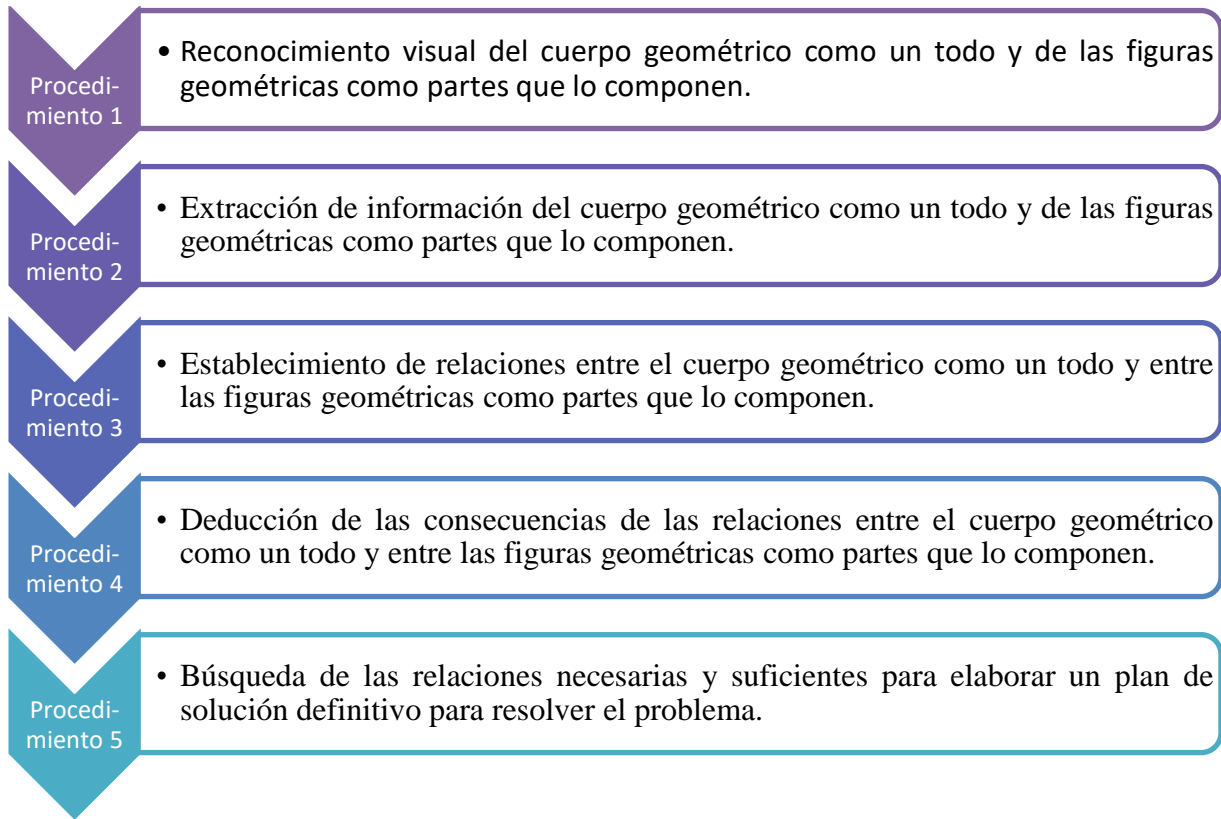 Procedi-
miento 1
• Reconocimiento visual del cuerpo geométrico como un todo y de las figuras
geométricas como partes que lo componen.
Procedi-
miento 2
• Extracción de información del cuerpo geométrico como un todo y de las figuras
geométricas como partes que lo componen.
Procedi-
miento 3
• Establecimiento de relaciones entre el cuerpo geométrico como un todo y entre
las figuras geométricas como partes que lo componen.
Procedi-
miento 4
• Deducción de las consecuencias de las relaciones entre el cuerpo geométrico
como un todo y entre las figuras geométricas como partes que lo componen.
Procedi-
miento 5
• Búsqueda de las relaciones necesarias y suficientes para elaborar un plan de
solución definitivo para resolver el problema.